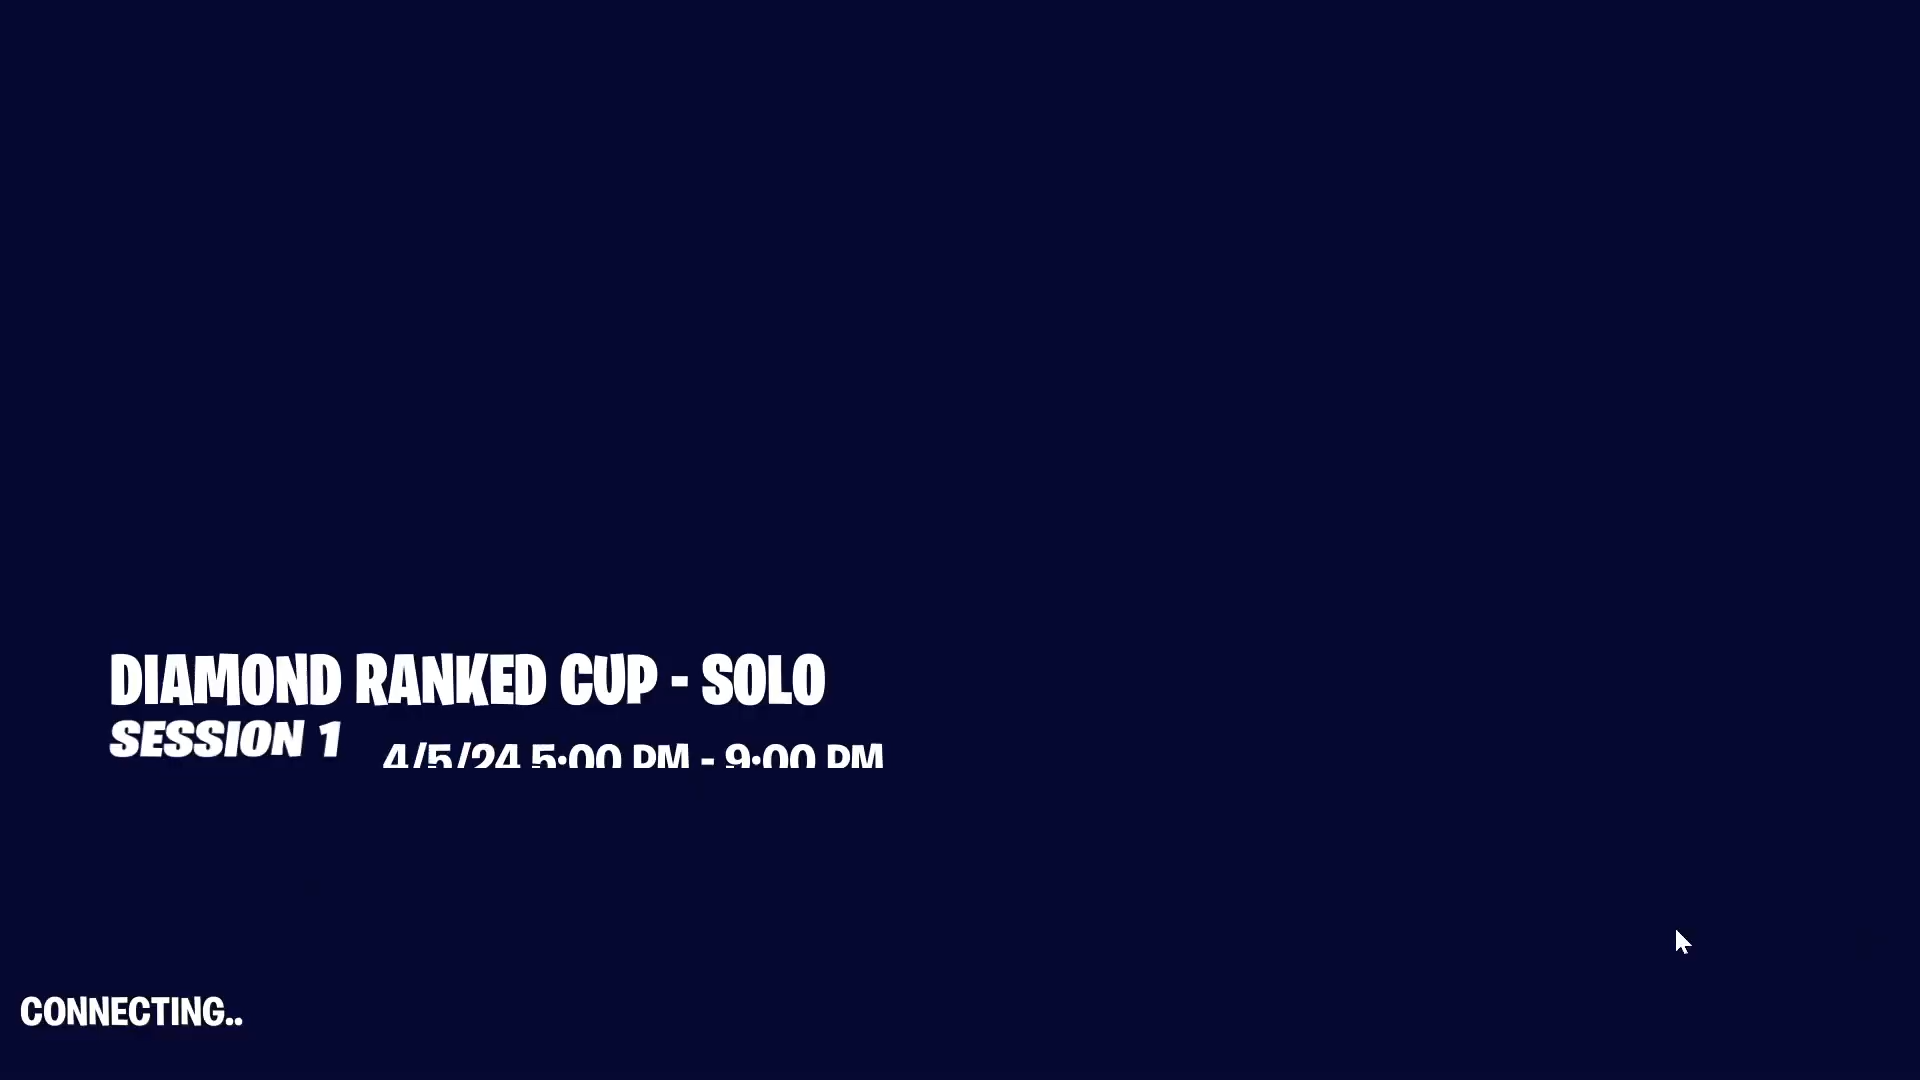 DIAMOND RANKED CUP - SOLO
SESSION 1
4/5/24 5:00 PM - 9:00 PM
CONNECTING..